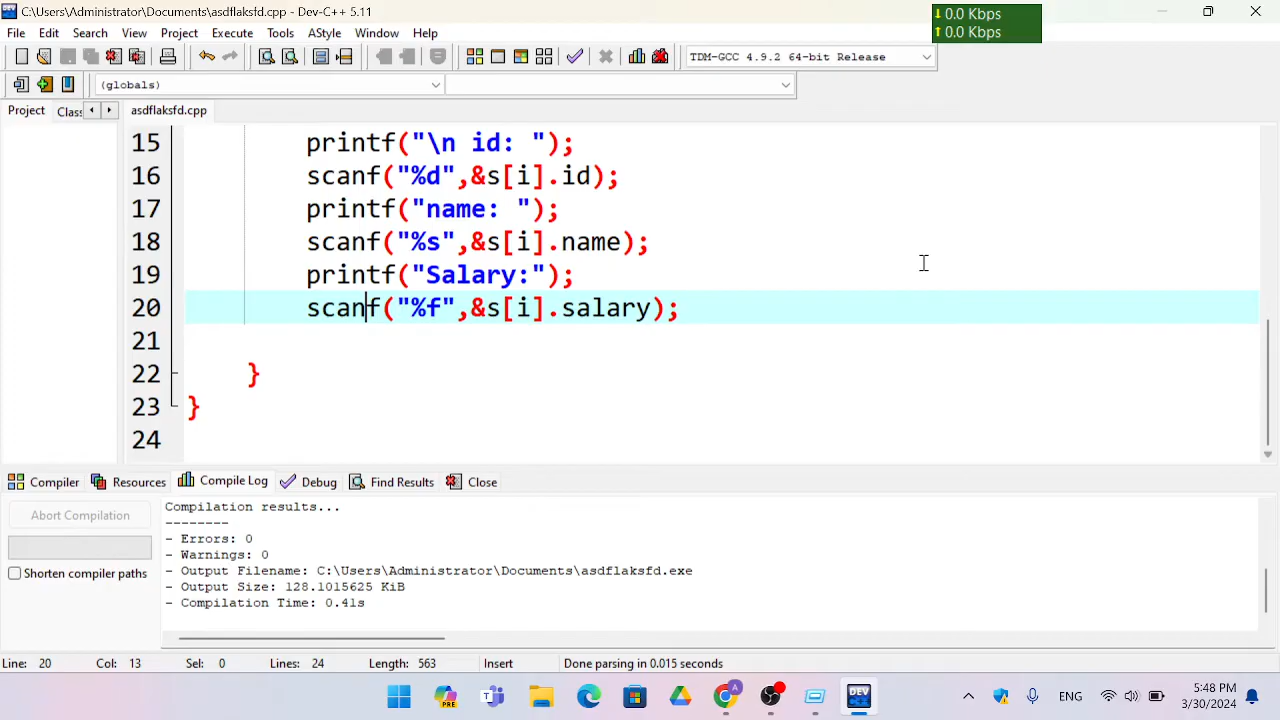 C:\Users\Administrator\Documents\asdflaksfd.cpp - Dev-C++ 5.11
0.0 Kbps
0.0 Kbps
File Edit Search View Project Execute Tools AStyle Window Help
TDM-GCC 4.9.2 64-bit Release
(globals)
Project Clas asdflaksfd.cpp
15 printf("\n id: ");
16 scanf("%d",&s[i].id);
17 printf("name: ");
18 scanf("%s",&s[i].name);
19 printf("Salary:");
20 scanf("%f",&s[i].salary);
21
22 }
23 }
24
Compiler Resources Compile Log Debug Find Results Close
Abort Compilation
Shorten compiler paths
Compilation results...
--------
- Errors: 0
- Warnings: 0
- Output Filename: C:\Users\Administrator\Documents\asdflaksfd.exe
- Output Size: 128.1015625 KiB
- Compilation Time: 0.41s
Line: 20 Col: 13 Sel: 0 Lines: 24 Length: 563 Insert Done parsing in 0.015 seconds
PRE
A
DEV
ENG
5:48 PM
3/30/2024